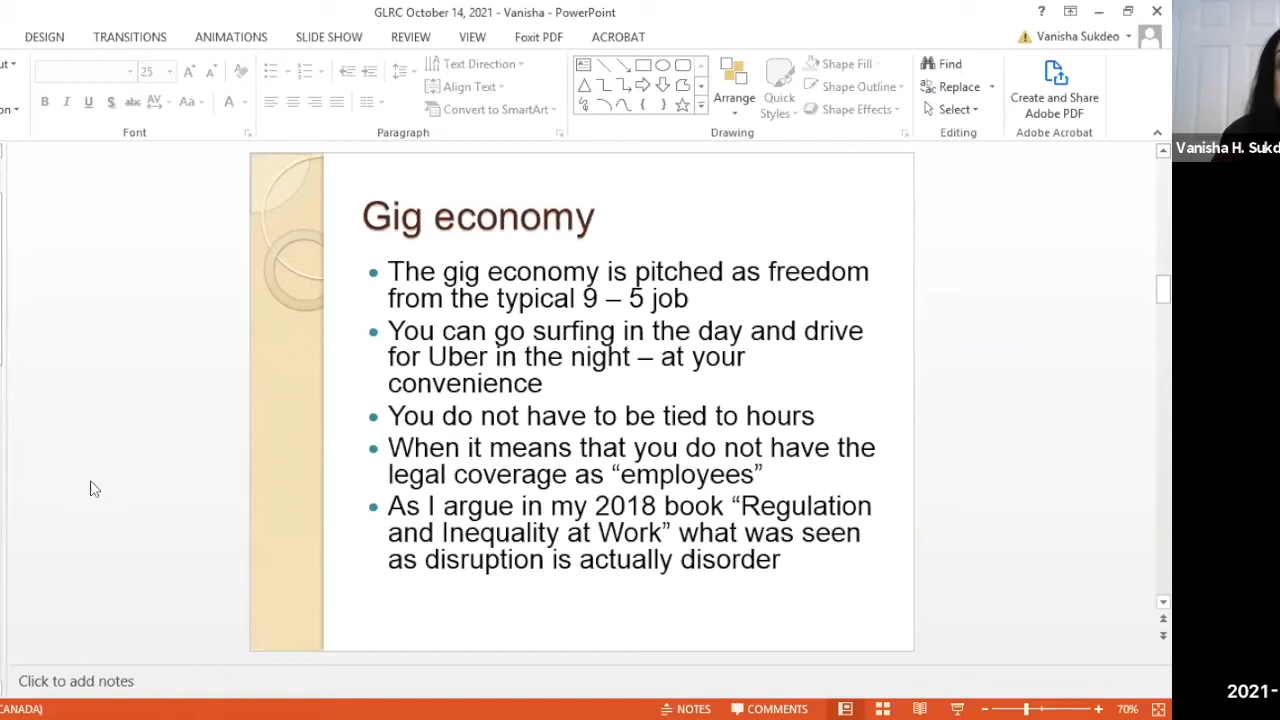 GLRC October 14, 2021 - Vanisha - PowerPoint
?
DESIGN TRANSITIONS ANIMATIONS SLIDE SHOW REVIEW VIEW Foxit PDF ACROBAT
Vanisha Sukdeo
25
Text Direction
Align Text
Convert to SmartArt
B I U S abc AV Aa A
Arrange
Quick
Styles
Shape Fill
Shape Outline
Shape Effects
Find
Replace
Select
Create and Share
Adobe PDF
Font
Paragraph
Drawing
Editing
Adobe Acrobat
Vanisha H. Sukd
Gig economy
• The gig economy is pitched as freedom
from the typical 9 – 5 job
• You can go surfing in the day and drive
for Uber in the night – at your
convenience
• You do not have to be tied to hours
• When it means that you do not have the
legal coverage as “employees”
• As I argue in my 2018 book “Regulation
and Inequality at Work” what was seen
as disruption is actually disorder
Click to add notes
2021-
CANADA)
NOTES COMMENTS 70%